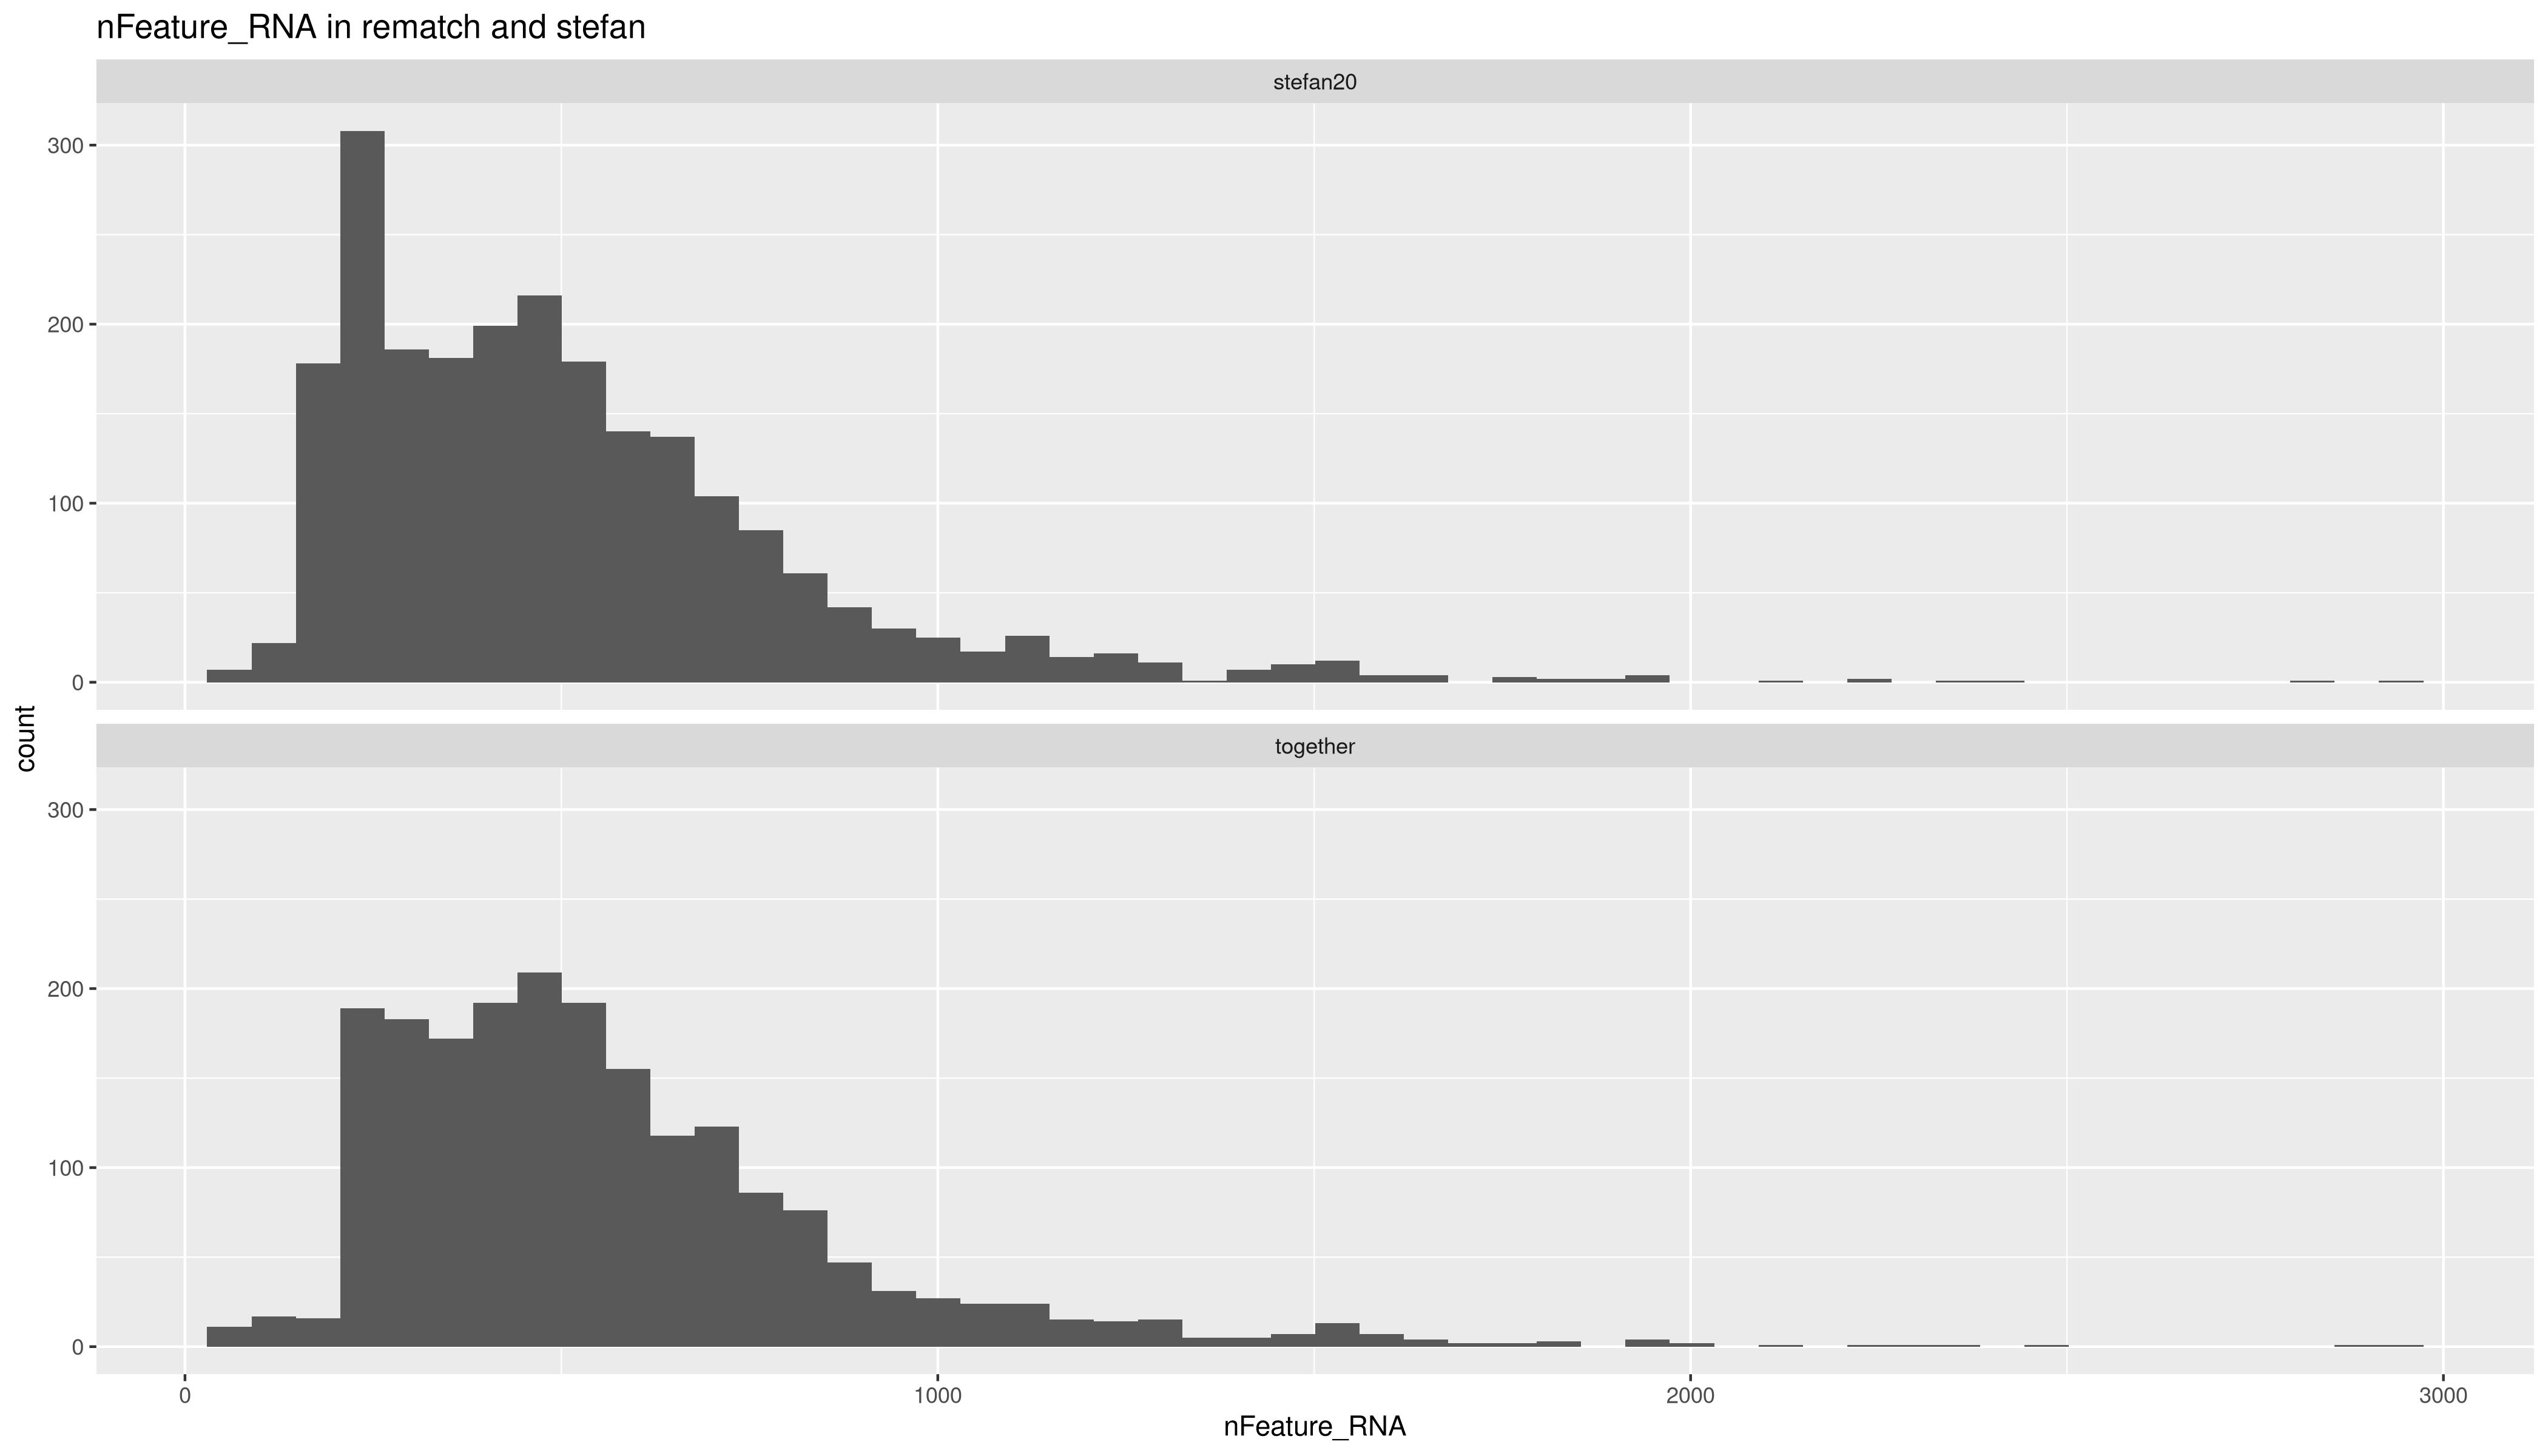 nFeature_RNA in rematch and stefan
stefan20
300
200
100
0
count
together
300
200
100
0
0 1000 2000 3000
nFeature_RNA